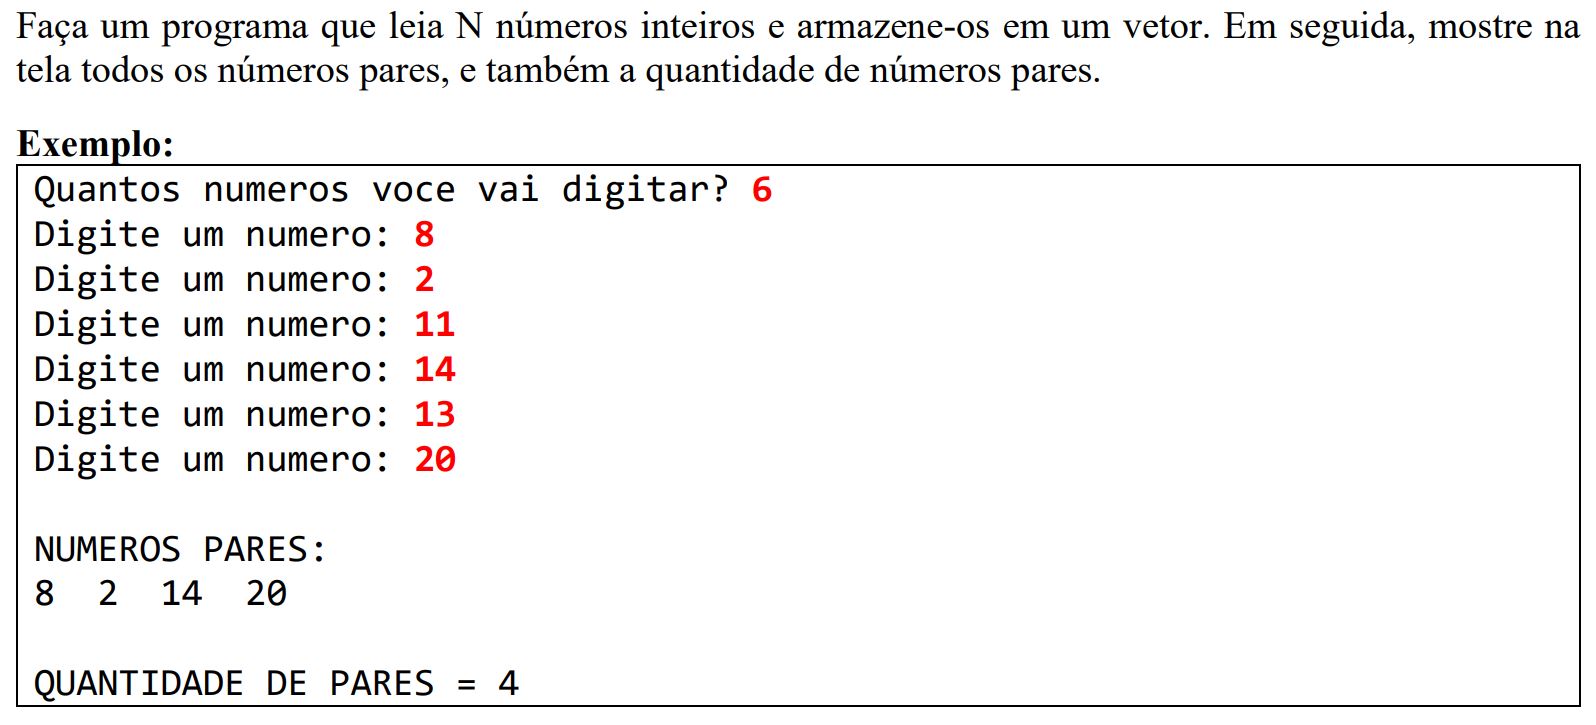 Faça um programa que leia N números inteiros e armazene-os em um vetor. Em seguida, mostre na
tela todos os números pares, e também a quantidade de números pares.
Exemplo:
Quantos numeros voce vai digitar? 6
Digite um numero: 8
Digite um numero: 2
Digite um numero: 11
Digite um numero: 14
Digite um numero: 13
Digite um numero: 20
NUMEROS PARES:
8 2 14 20
QUANTIDADE DE PARES = 4